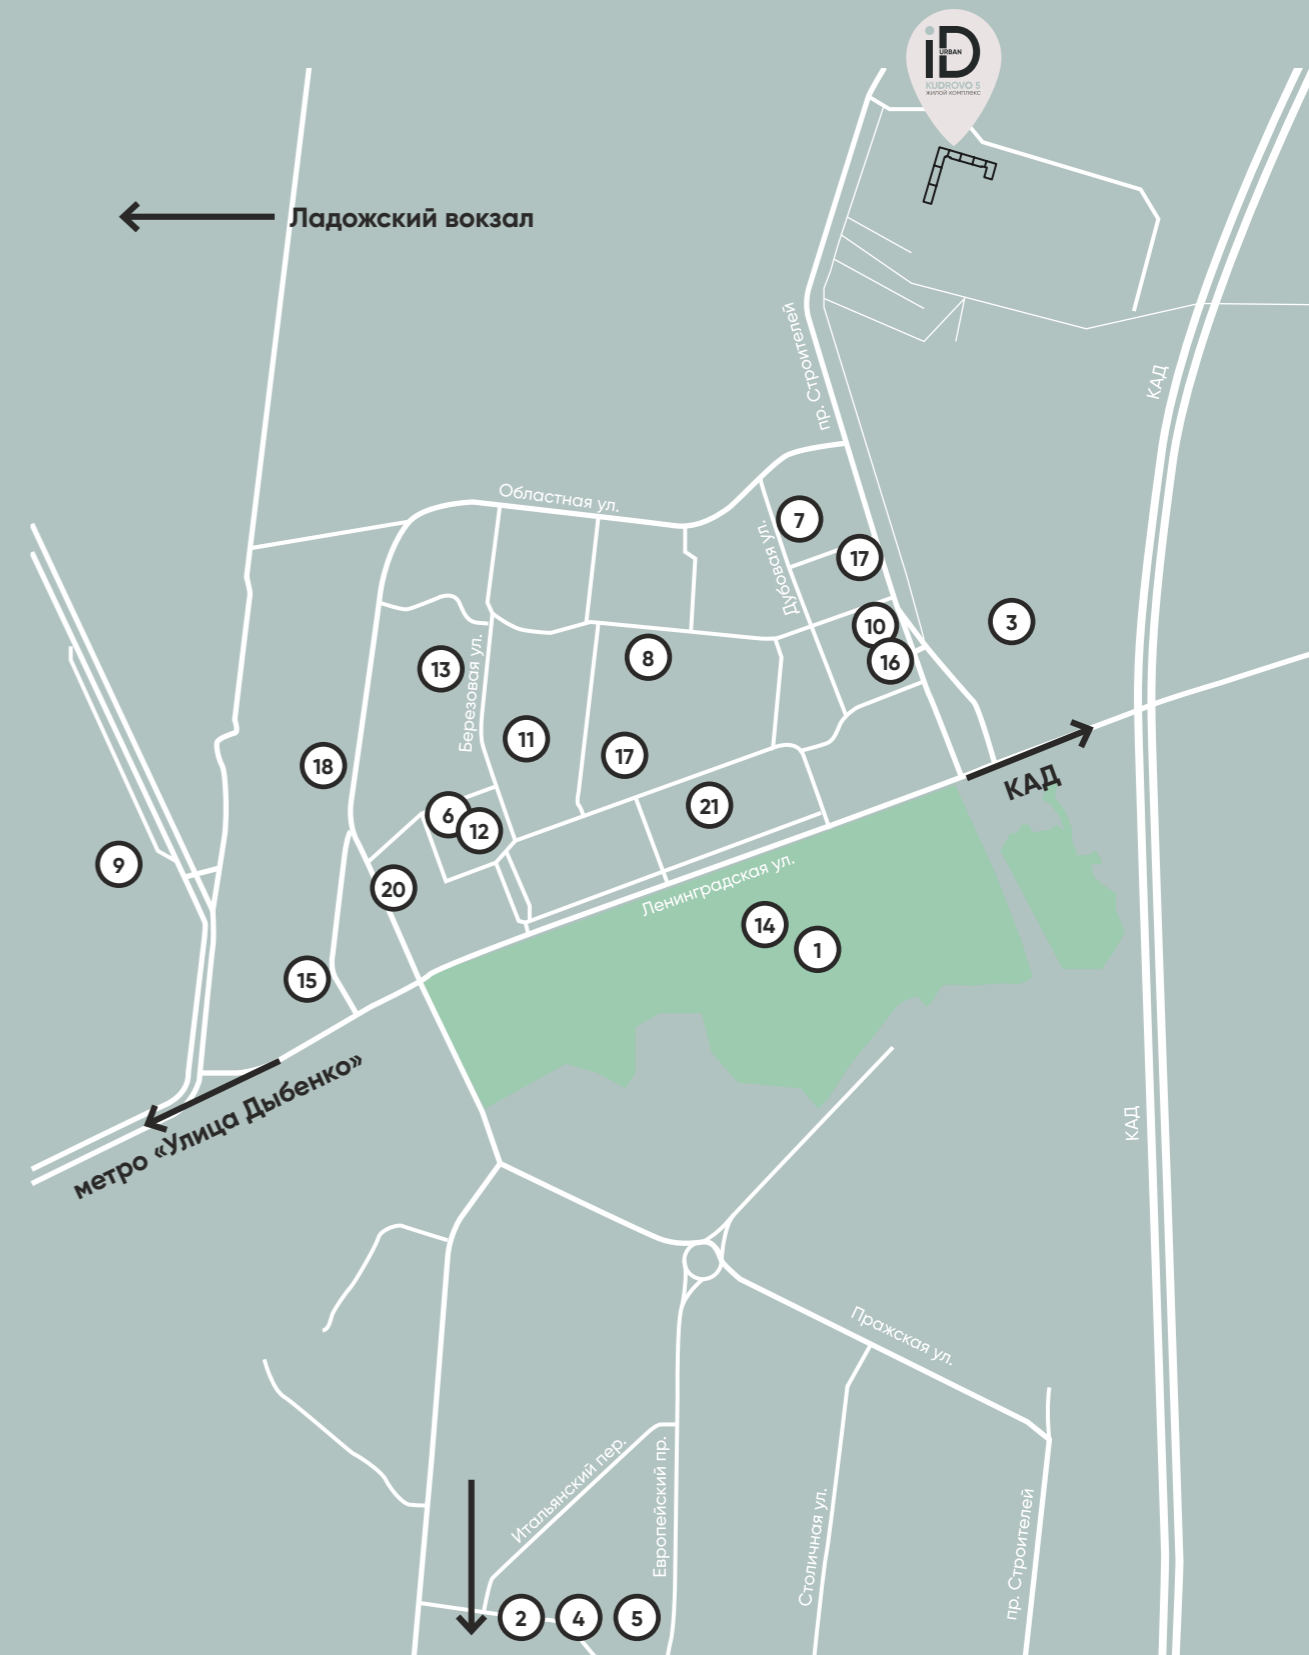 iD
URBAN
KUDROVO 5
ЖИЛОЙ КОМПЛЕКС
Ладожский вокзал
пр. Строителей
КАД
Областная ул.
7
Дубовая ул.
17
10
3
16
8
13
Березовая ул.
11
17
18
КАД
21
6
12
9
20
Ленинградская ул.
14
1
15
метро «Улица Дыбенко»
КАД
Пражская ул.
Итальянский пер.
Европейский пр.
Столичная ул.
пр. Строителей
2
4
5